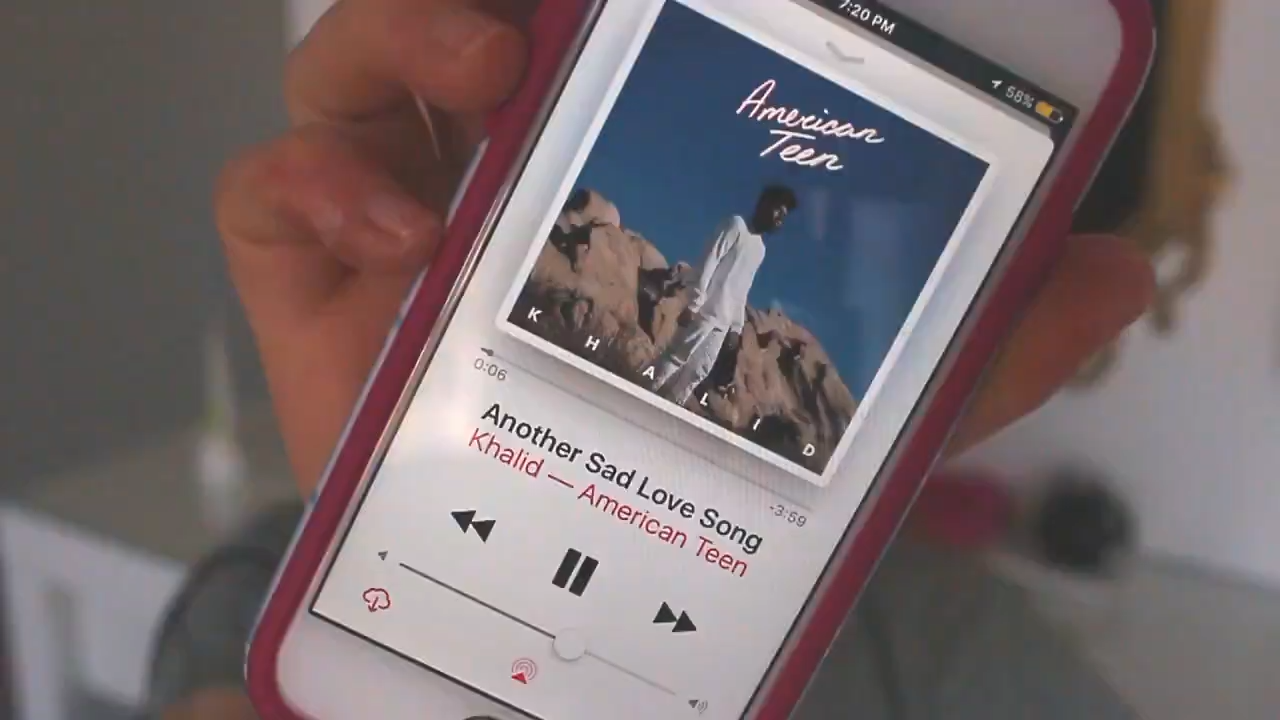 7:20 PM
58%
American
Teen
K H A L I D
0:06
-3:59
Another Sad Love Song
Khalid — American Teen